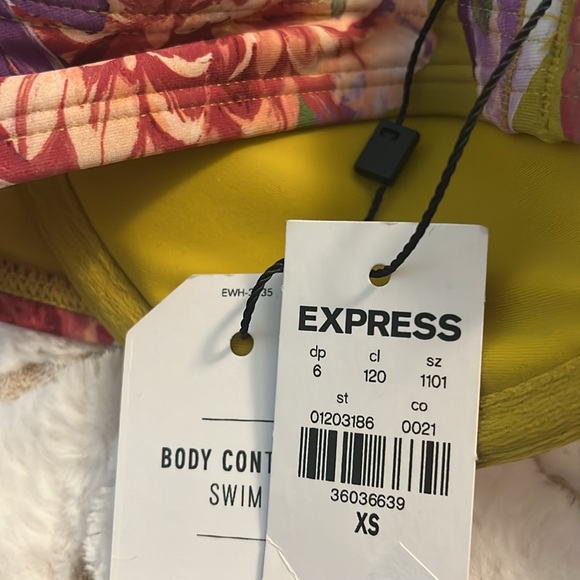 EXPRESS
dp cl sz
6 120 1101
st co
01203186 0021
36036639
XS
BODY CONT
SWIM